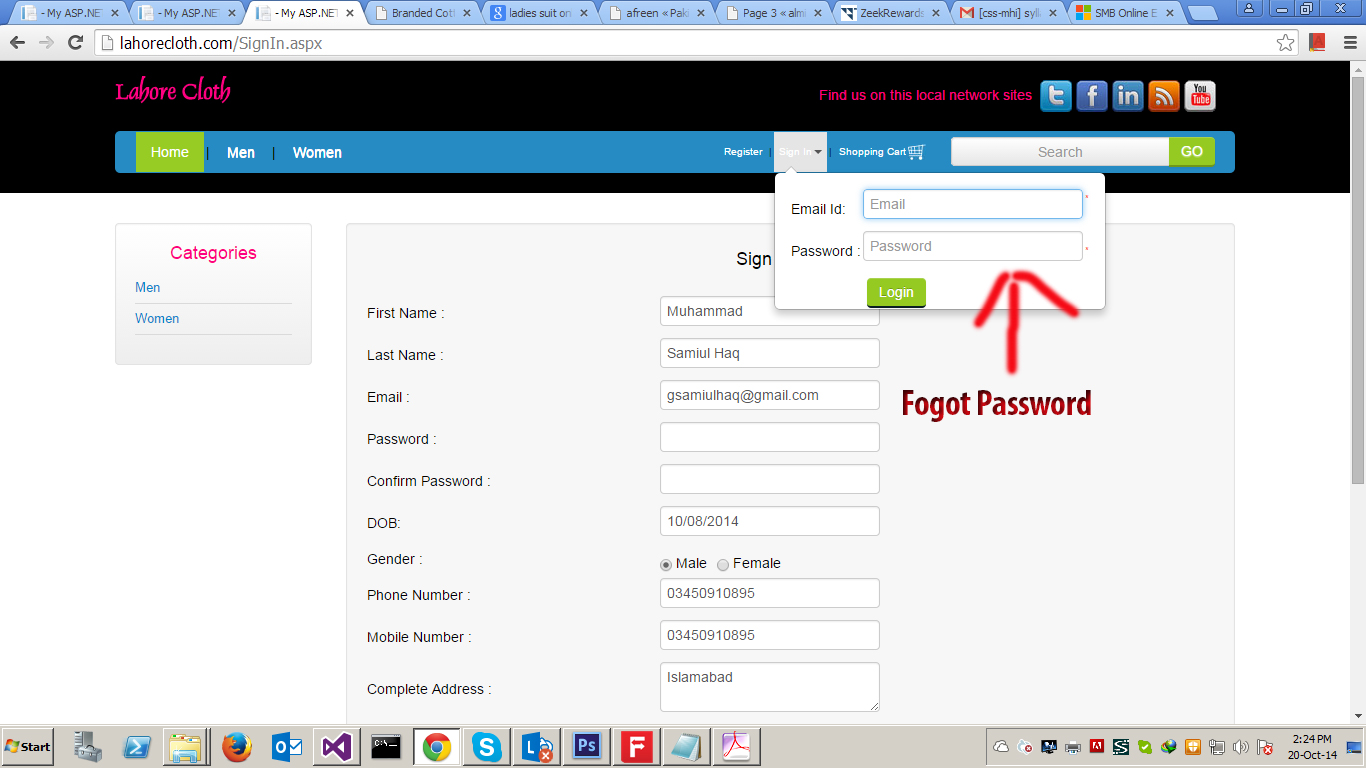 - My ASP.NET
- My ASP.NET
- My ASP.NET
Branded Cott
ladies suit on
afreen « Paki
Page 3 « almi
ZeekRewards
[css-mhi] syll
SMB Online E
lahorecloth.com/SignIn.aspx
Lahore Cloth
Find us on this local network sites
You Tube
Home | Men | Women
Register | Sign In | Shopping Cart
Search
GO
Email Id: Email *
Password : Password *
Login
Fogot Password
Categories
Men
Women
Sign
First Name : Muhammad
Last Name : Samiul Haq
Email : gsamiulhaq@gmail.com
Password :
Confirm Password :
DOB: 10/08/2014
Gender : Male Female
Phone Number : 03450910895
Mobile Number : 03450910895
Complete Address : Islamabad
Start
2:24 PM
20-Oct-14